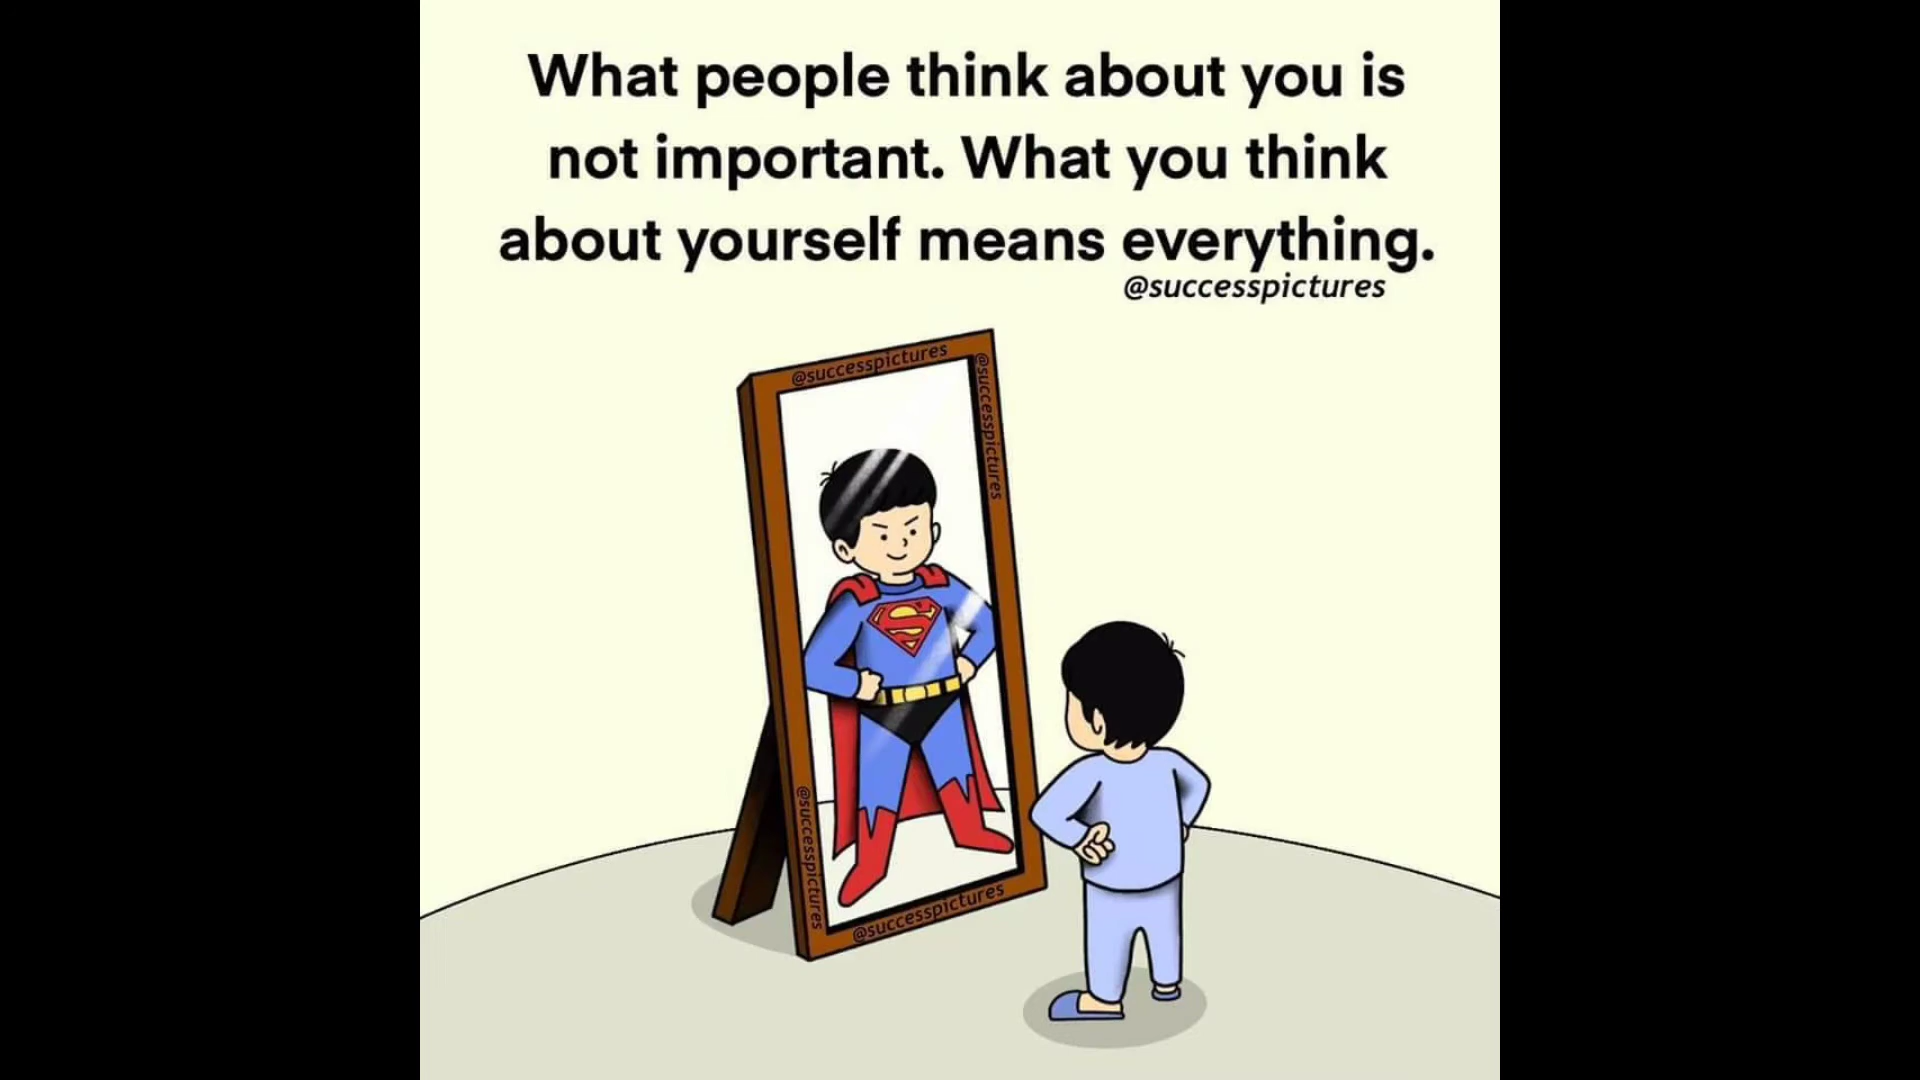 What people think about you is
not important. What you think
about yourself means everything.
@successpictures
@successpictures
@successpictures
@successpictures
@successpictures